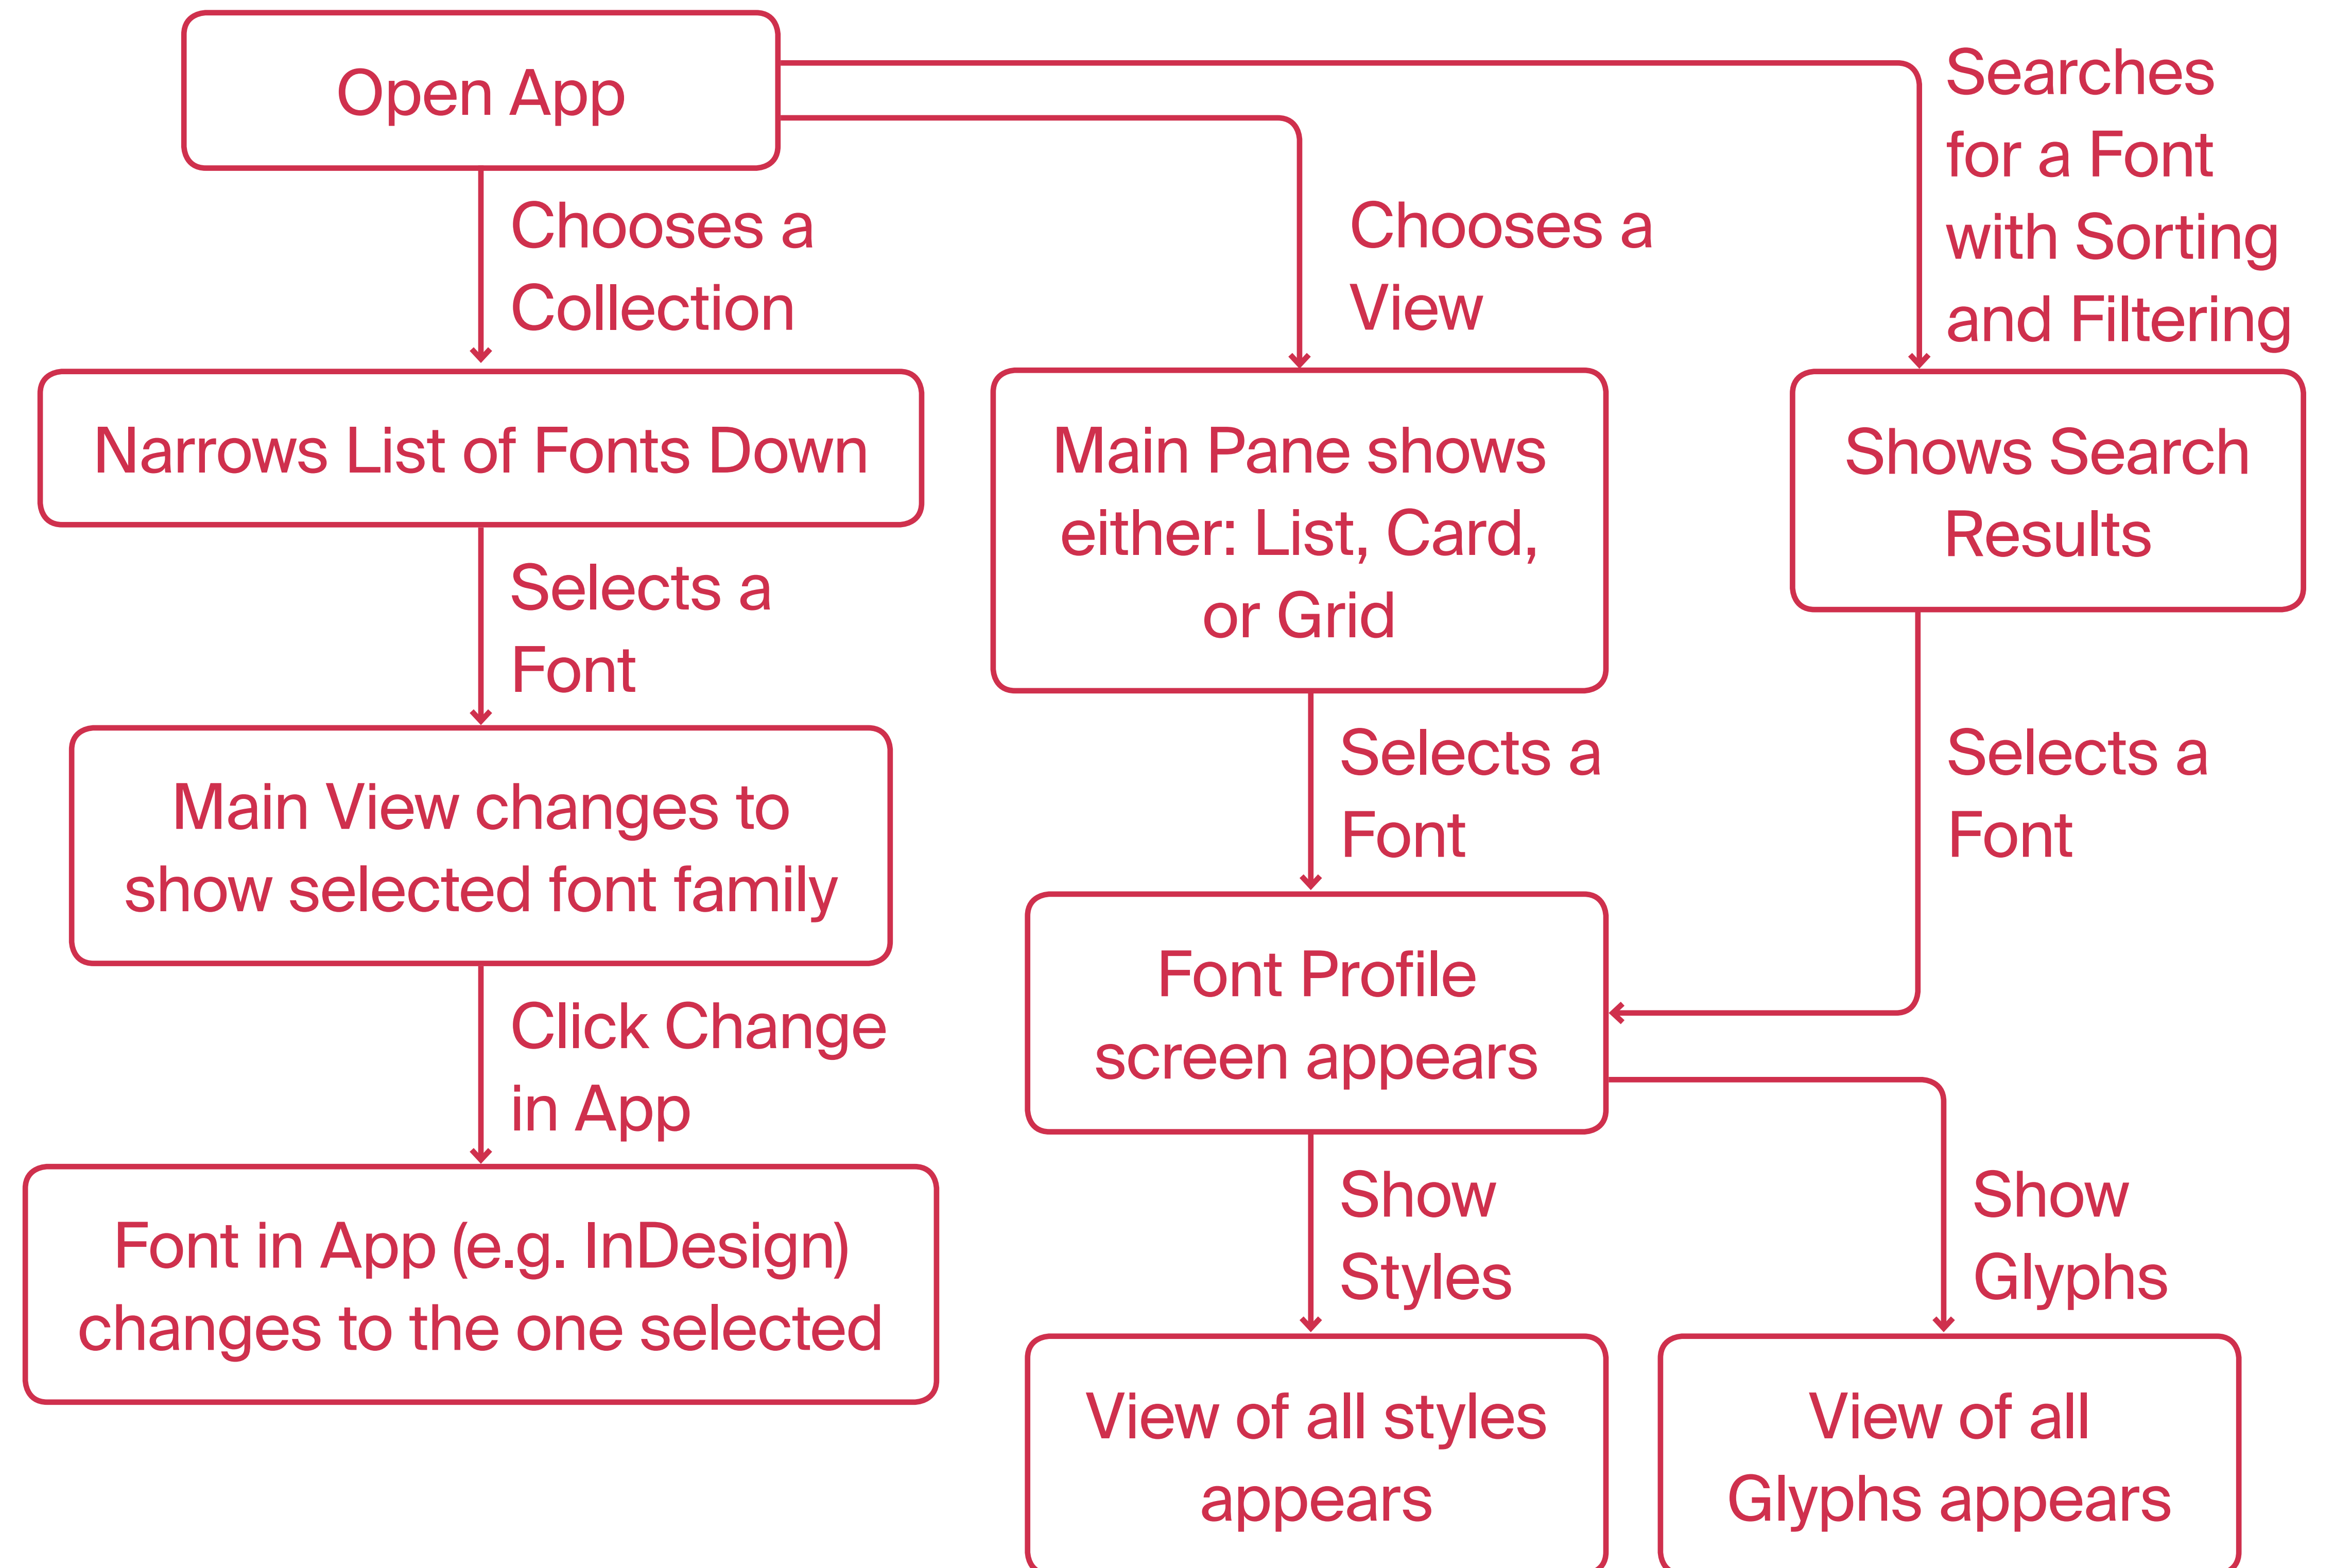 Open App
Chooses a
Collection
Chooses a
View
Searches
for a Font
with Sorting
and Filtering
Narrows List of Fonts Down
Main Pane shows
either: List, Card,
or Grid
Shows Search
Results
Selects a
Font
Selects a
Font
Selects a
Font
Main View changes to
show selected font family
Font Profile
screen appears
Click Change
in App
Show
Styles
Show
Glyphs
Font in App (e.g. InDesign)
changes to the one selected
View of all styles
appears
View of all
Glyphs appears